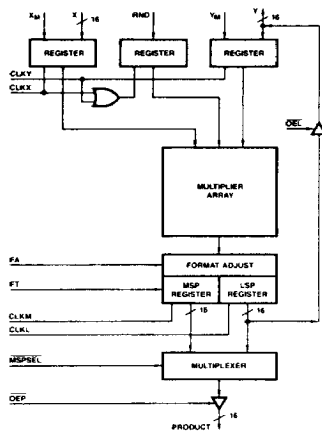 XM X 16 RND YM Y 16
REGISTER REGISTER REGISTER
CLKY
CLKX
OEL
MULTIPLIER
ARRAY
FA FORMAT ADJUST
FT MSP REGISTER LSP REGISTER
CLKM 16 16
CLKL
MSPSEL MULTIPLEXER
OEP
16
PRODUCT